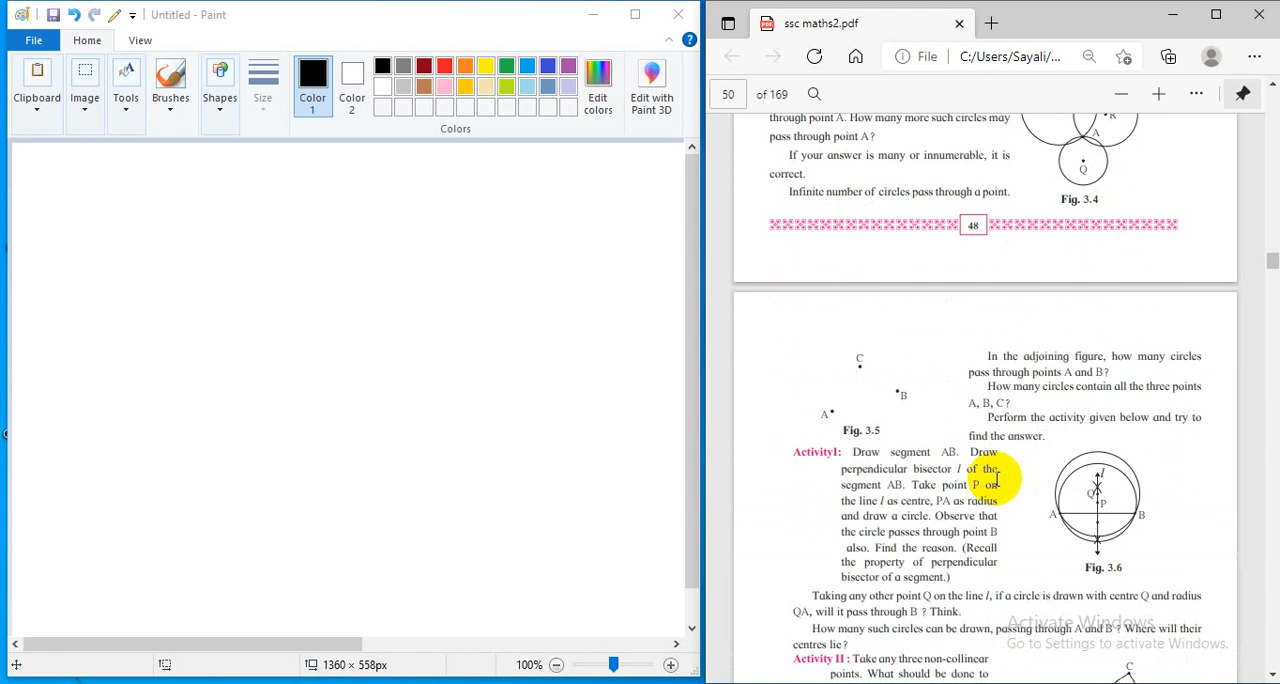 Untitled - Paint
File Home View
Clipboard Image Tools Brushes Shapes Size Color 1 Color 2 Edit colors Edit with Paint 3D
Colors
1360 × 558px 100%
ssc maths2.pdf
File C:/Users/Sayali/...
50 of 169
through point A. How many more such circles may
pass through point A?
If your answer is many or innumerable, it is
correct.
Infinite number of circles pass through a point.
R
A
Q
Fig. 3.4
48
C
B
A
Fig. 3.5
In the adjoining figure, how many circles
pass through points A and B?
How many circles contain all the three points
A, B, C?
Perform the activity given below and try to
find the answer.
ActivityI: Draw segment AB. Draw
perpendicular bisector l of the
segment AB. Take point P on
the line l as centre, PA as radius
and draw a circle. Observe that
the circle passes through point B
also. Find the reason. (Recall
the property of perpendicular
bisector of a segment.)
l
Q
P
A B
Fig. 3.6
Taking any other point Q on the line l, if a circle is drawn with centre Q and radius
QA, will it pass through B ? Think.
How many such circles can be drawn, passing through A and B ? Where will their
centres lie?
Activity II : Take any three non-collinear
points. What should be done to
C
Activate Windows
Go to Settings to activate Windows.